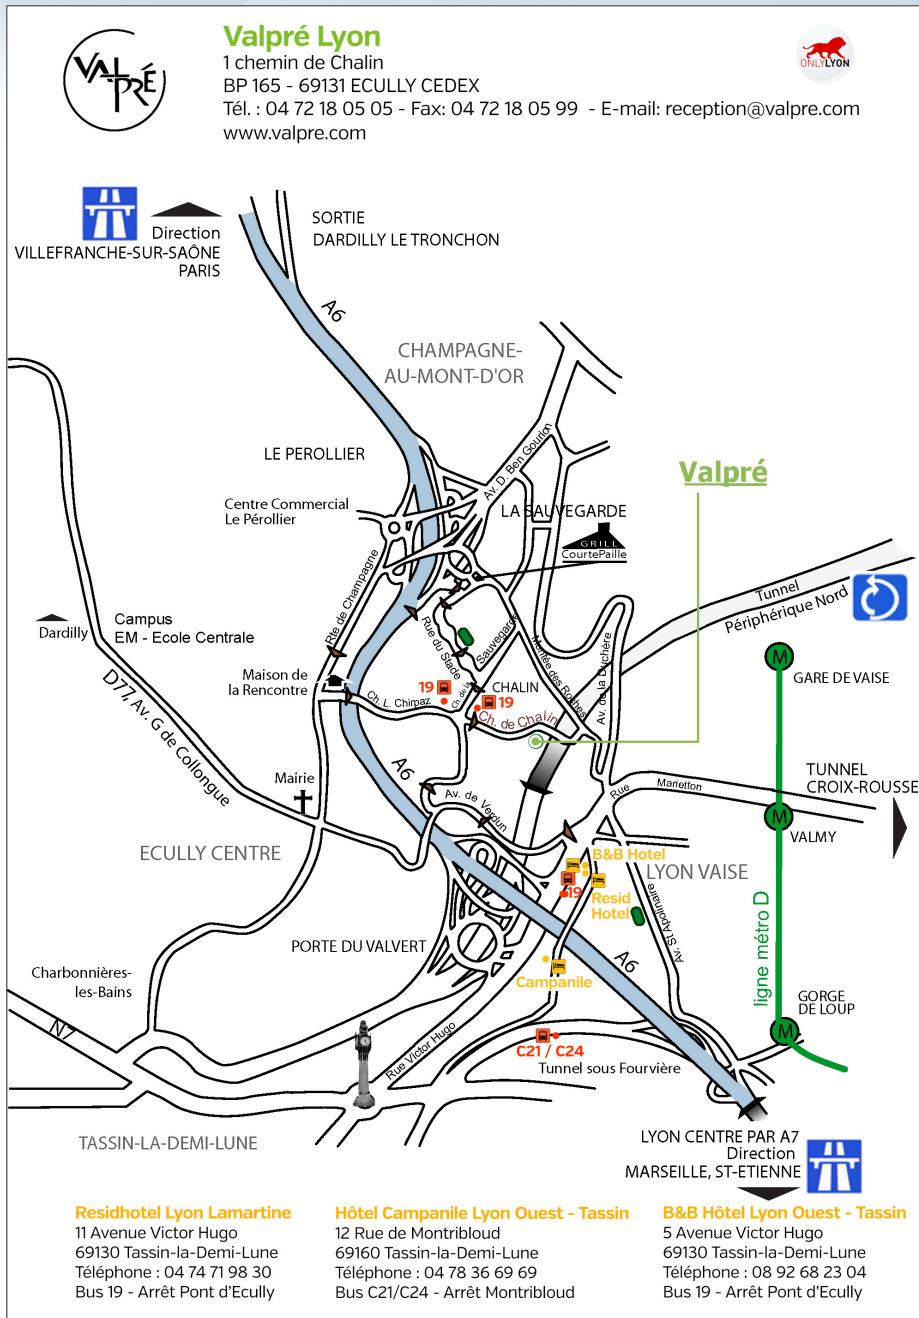 VALPRÉ
Valpré Lyon
1 chemin de Chalin
BP 165 - 69131 ECULLY CEDEX
Tél. : 04 72 18 05 05 - Fax: 04 72 18 05 99 - E-mail: reception@valpre.com
www.valpre.com
ONLYLYON
Direction
VILLEFRANCHE-SUR-SAÔNE
PARIS
SORTIE
DARDILLY LE TRONCHON
A6
CHAMPAGNE-
AU-MONT-D'OR
LE PEROLLIER
Av. D. Ben Gourion
Valpré
Centre Commercial
Le Pérollier
LA SAUVEGARDE
GRILL
CourtePaille
Rte de Champagne
Tunnel
Périphérique Nord
Campus
EM - Ecole Centrale
Dardilly
Rue du Stade
Ch. de la Sauvegarde
Montée des Roches
Av. de la Duchère
M
GARE DE VAISE
Maison de
la Rencontre
D77, Av. G de Collongue
19
CHALIN
19
Ch. L. Chirpaz
Ch. de Chalin
A6
Mairie
Av. de Verdun
Rue Marietton
TUNNEL
CROIX-ROUSSE
M
VALMY
ECULLY CENTRE
B&B Hotel
LYON VAISE
19
Resid
Hotel
Av. St Apolinaire
ligne métro D
PORTE DU VALVERT
A6
Charbonnières-
les-Bains
Campanile
GORGE
DE LOUP
M
N7
Rue Victor Hugo
C21 / C24
Tunnel sous Fourvière
TASSIN-LA-DEMI-LUNE
LYON CENTRE PAR A7
Direction
MARSEILLE, ST-ETIENNE
Residhotel Lyon Lamartine
11 Avenue Victor Hugo
69130 Tassin-la-Demi-Lune
Téléphone : 04 74 71 98 30
Bus 19 - Arrêt Pont d'Ecully
Hôtel Campanile Lyon Ouest - Tassin
12 Rue de Montribloud
69160 Tassin-la-Demi-Lune
Téléphone : 04 78 36 69 69
Bus C21/C24 - Arrêt Montribloud
B&B Hôtel Lyon Ouest - Tassin
5 Avenue Victor Hugo
69130 Tassin-la-Demi-Lune
Téléphone : 08 92 68 23 04
Bus 19 - Arrêt Pont d'Ecully